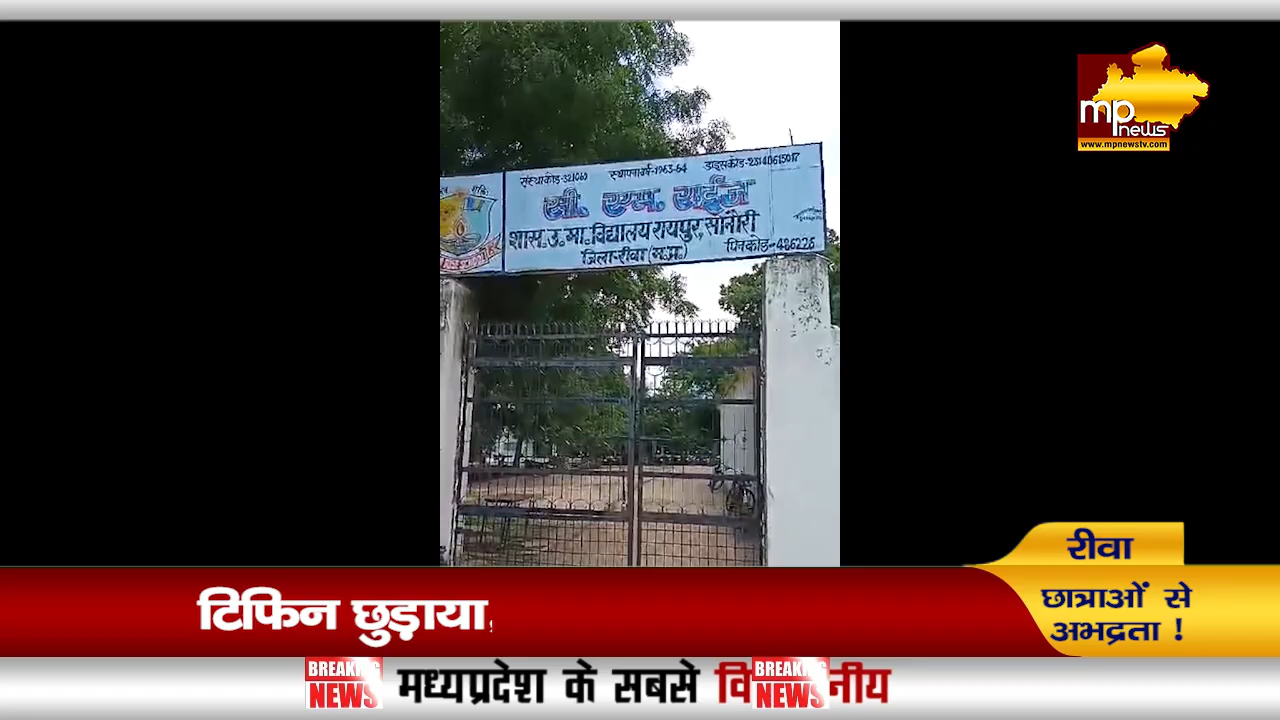 संस्थाकोड-321060 स्थापनावर्ष-1963-64 डाइसकोड-23140615017
सी. एम. राईज
शास. उ. मा. विद्यालय रायपुर, सोनौरी
जिला-रीवा (म.प्र.) पिनकोड-486226
mp
news
www.mpnewstv.com
रीवा
छात्राओं से
अभद्रता !
टिफिन छुड़ाया,
BREAKING
NEWS
मध्यप्रदेश के सबसे
BREAKING
NEWS